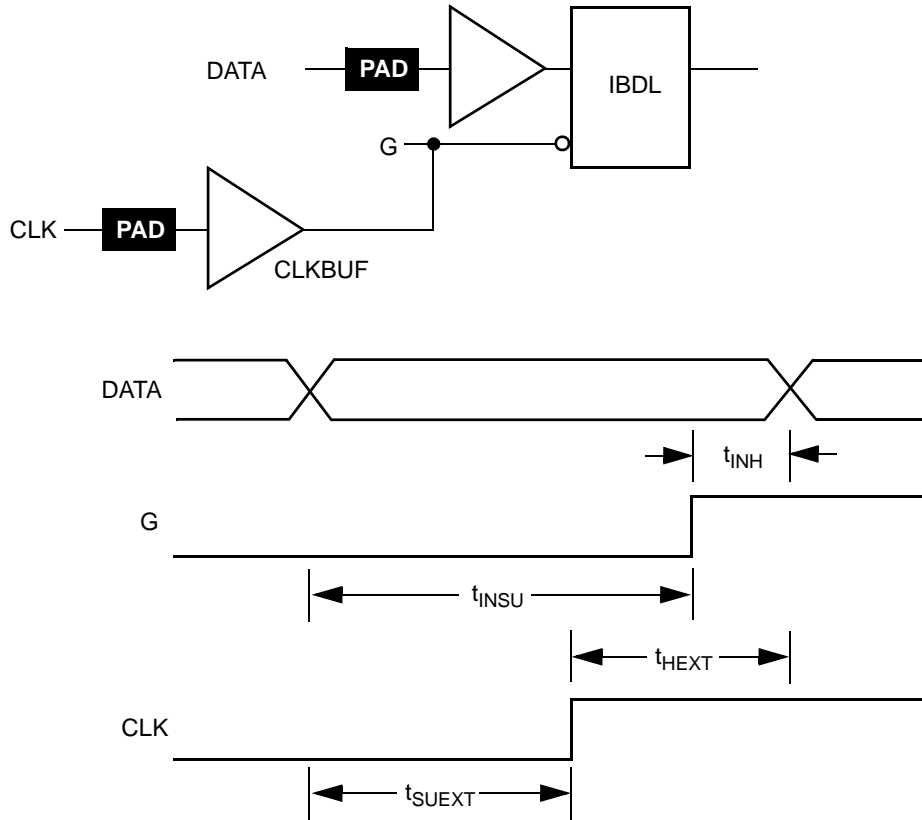 DATA
PAD
IBDL
G
CLK
PAD
CLKBUF
DATA
tINH
G
tINSU
tHEXT
CLK
tSUEXT